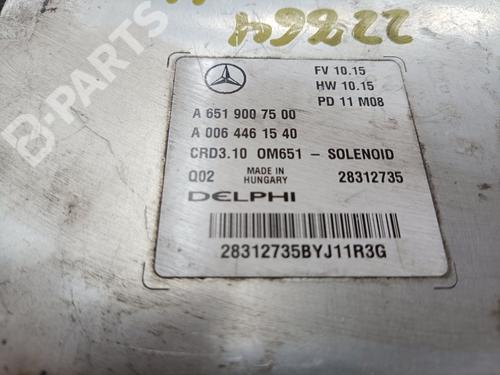 22864
B-PARTS
FV 10.15
HW 10.15
PD 11 M08
A 651 900 75 00
A 006 446 15 40
CRD3.10 OM651 – SOLENOID
Q02 MADE IN HUNGARY 28312735
DELPHI
28312735BYJ11R3G